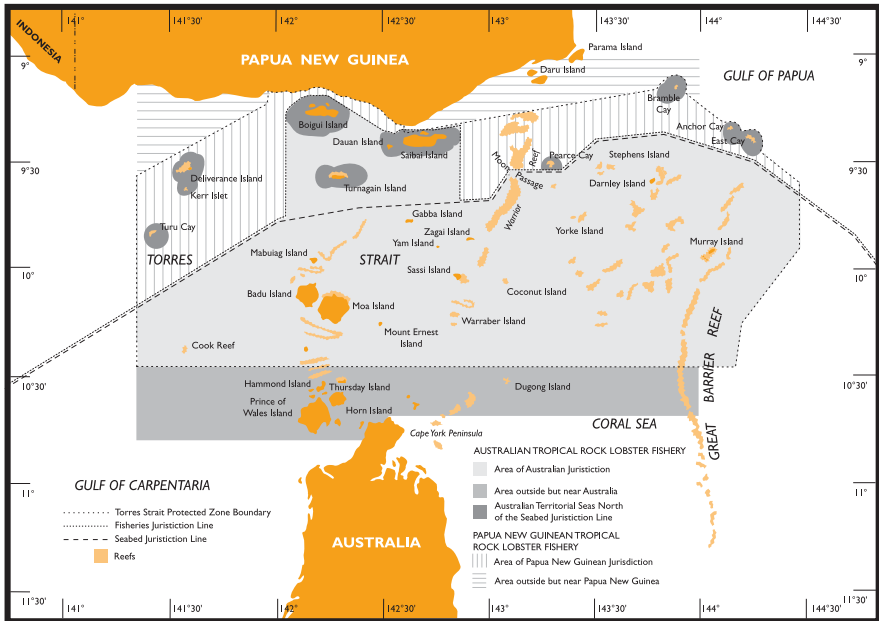 141°
141°30'
142°
142°30'
143°
143°30'
144°
144°30'
INDONESIA
PAPUA NEW GUINEA
Parama Island
Daru Island
GULF OF PAPUA
9°
9°
Bramble
Cay
Boigui Island
Anchor Cay
Dauan Island
East Cay
Saibai Island
Moon
Passage
Reef
Pearce Cay
Stephens Island
9°30'
9°30'
Deliverance Island
Turnagain Island
Darnley Island
Kerr Islet
Warrior
Gabba Island
Turu Cay
Zagai Island
Yorke Island
Yam Island
Murray Island
Mabuiag Island
TORRES
STRAIT
10°
10°
Sassi Island
Badu Island
Coconut Island
Moa Island
Warraber Island
Mount Ernest
Island
Cook Reef
10°30'
10°30'
Hammond Island
Thursday Island
Dugong Island
Prince of
Wales Island
Horn Island
GREAT BARRIER REEF
CORAL SEA
Cape York Peninsula
AUSTRALIAN TROPICAL ROCK LOBSTER FISHERY
Area of Australian Juristiction
Area outside but near Australia
Australian Territorial Seas North
of the Seabed Juristiction Line
PAPUA NEW GUINEAN TROPICAL
ROCK LOBSTER FISHERY
Area of Papua New Guinean Jurisdiction
Area outside but near Papua New Guinea
GULF OF CARPENTARIA
11°
11°
Torres Strait Protected Zone Boundary
Fisheries Juristiction Line
Seabed Juristiction Line
Reefs
AUSTRALIA
11°30'
11°30'
141°
141°30'
142°
142°30'
143°
143°30'
144°
144°30'